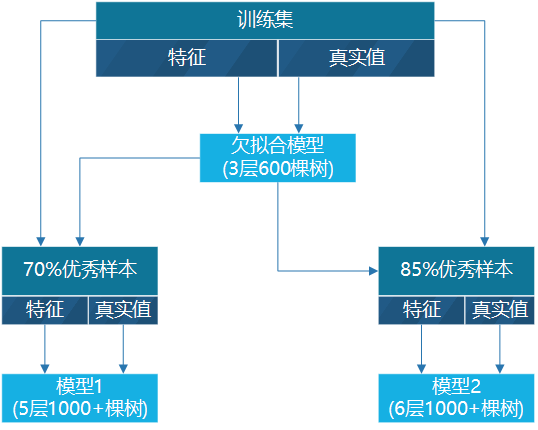 训练集
特征 真实值
欠拟合模型
(3层600棵树)
70%优秀样本 85%优秀样本
特征 真实值 特征 真实值
模型1 模型2
(5层1000+棵树) (6层1000+棵树)